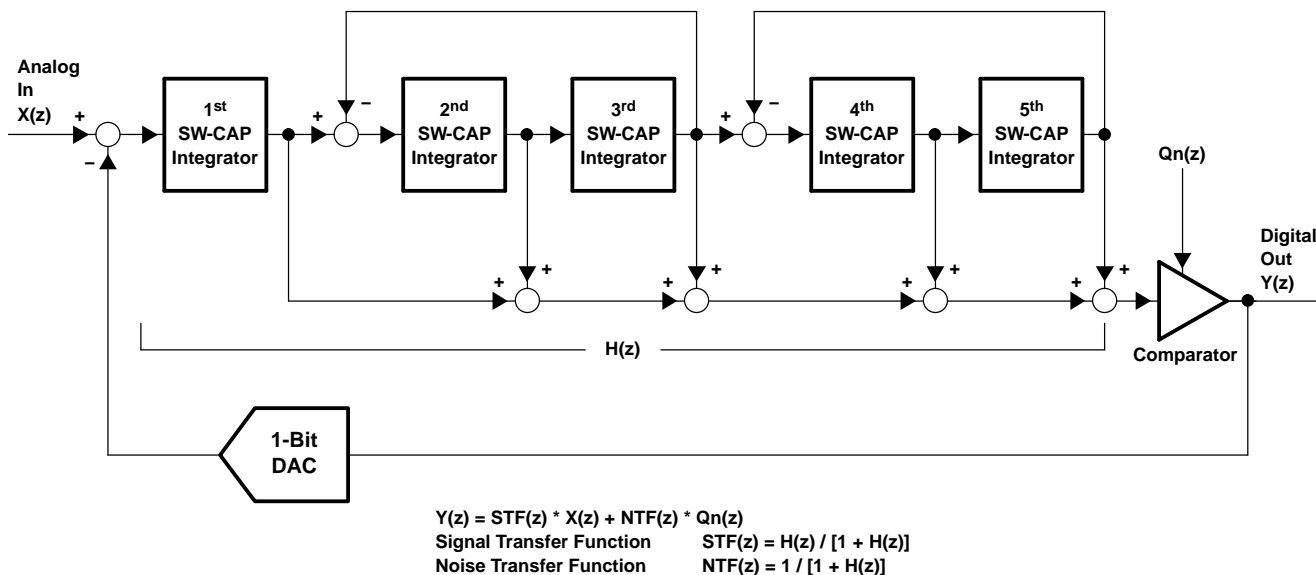 Analog
In
X(z)
+
−
1st
SW-CAP
Integrator
+
−
2nd
SW-CAP
Integrator
3rd
SW-CAP
Integrator
+
−
4th
SW-CAP
Integrator
5th
SW-CAP
Integrator
Qn(z)
Digital
Out
Y(z)
+
+
+
+
+
+
+
+
H(z)
Comparator
1-Bit
DAC
Y(z) = STF(z) * X(z) + NTF(z) * Qn(z)
Signal Transfer Function STF(z) = H(z) / [1 + H(z)]
Noise Transfer Function NTF(z) = 1 / [1 + H(z)]